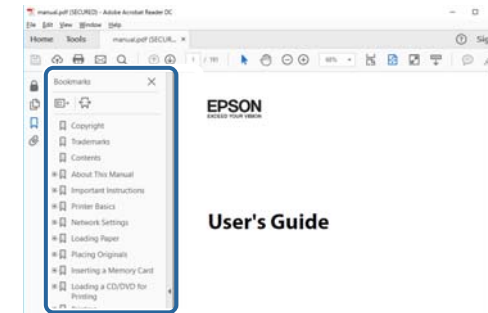 manual.pdf (SECURED) - Adobe Acrobat Reader DC
File Edit View Window Help
Home Tools manual.pdf (SECUR... ×
1 / 191
Bookmarks
Copyright
Trademarks
Contents
About This Manual
Important Instructions
Printer Basics
Network Settings
Loading Paper
Placing Originals
Inserting a Memory Card
Loading a CD/DVD for
Printing
EPSON
EXCEED YOUR VISION
User's Guide